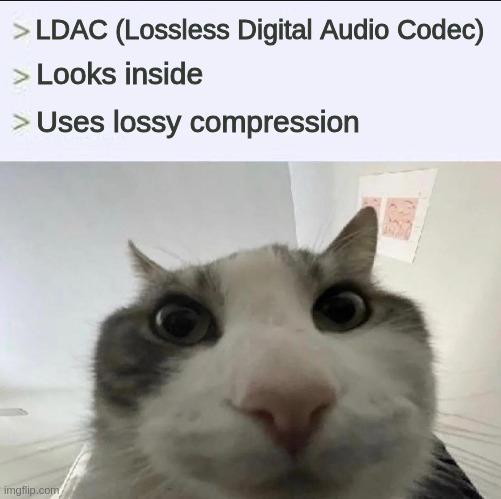 > LDAC (Lossless Digital Audio Codec)
> Looks inside
> Uses lossy compression
imgflip.com